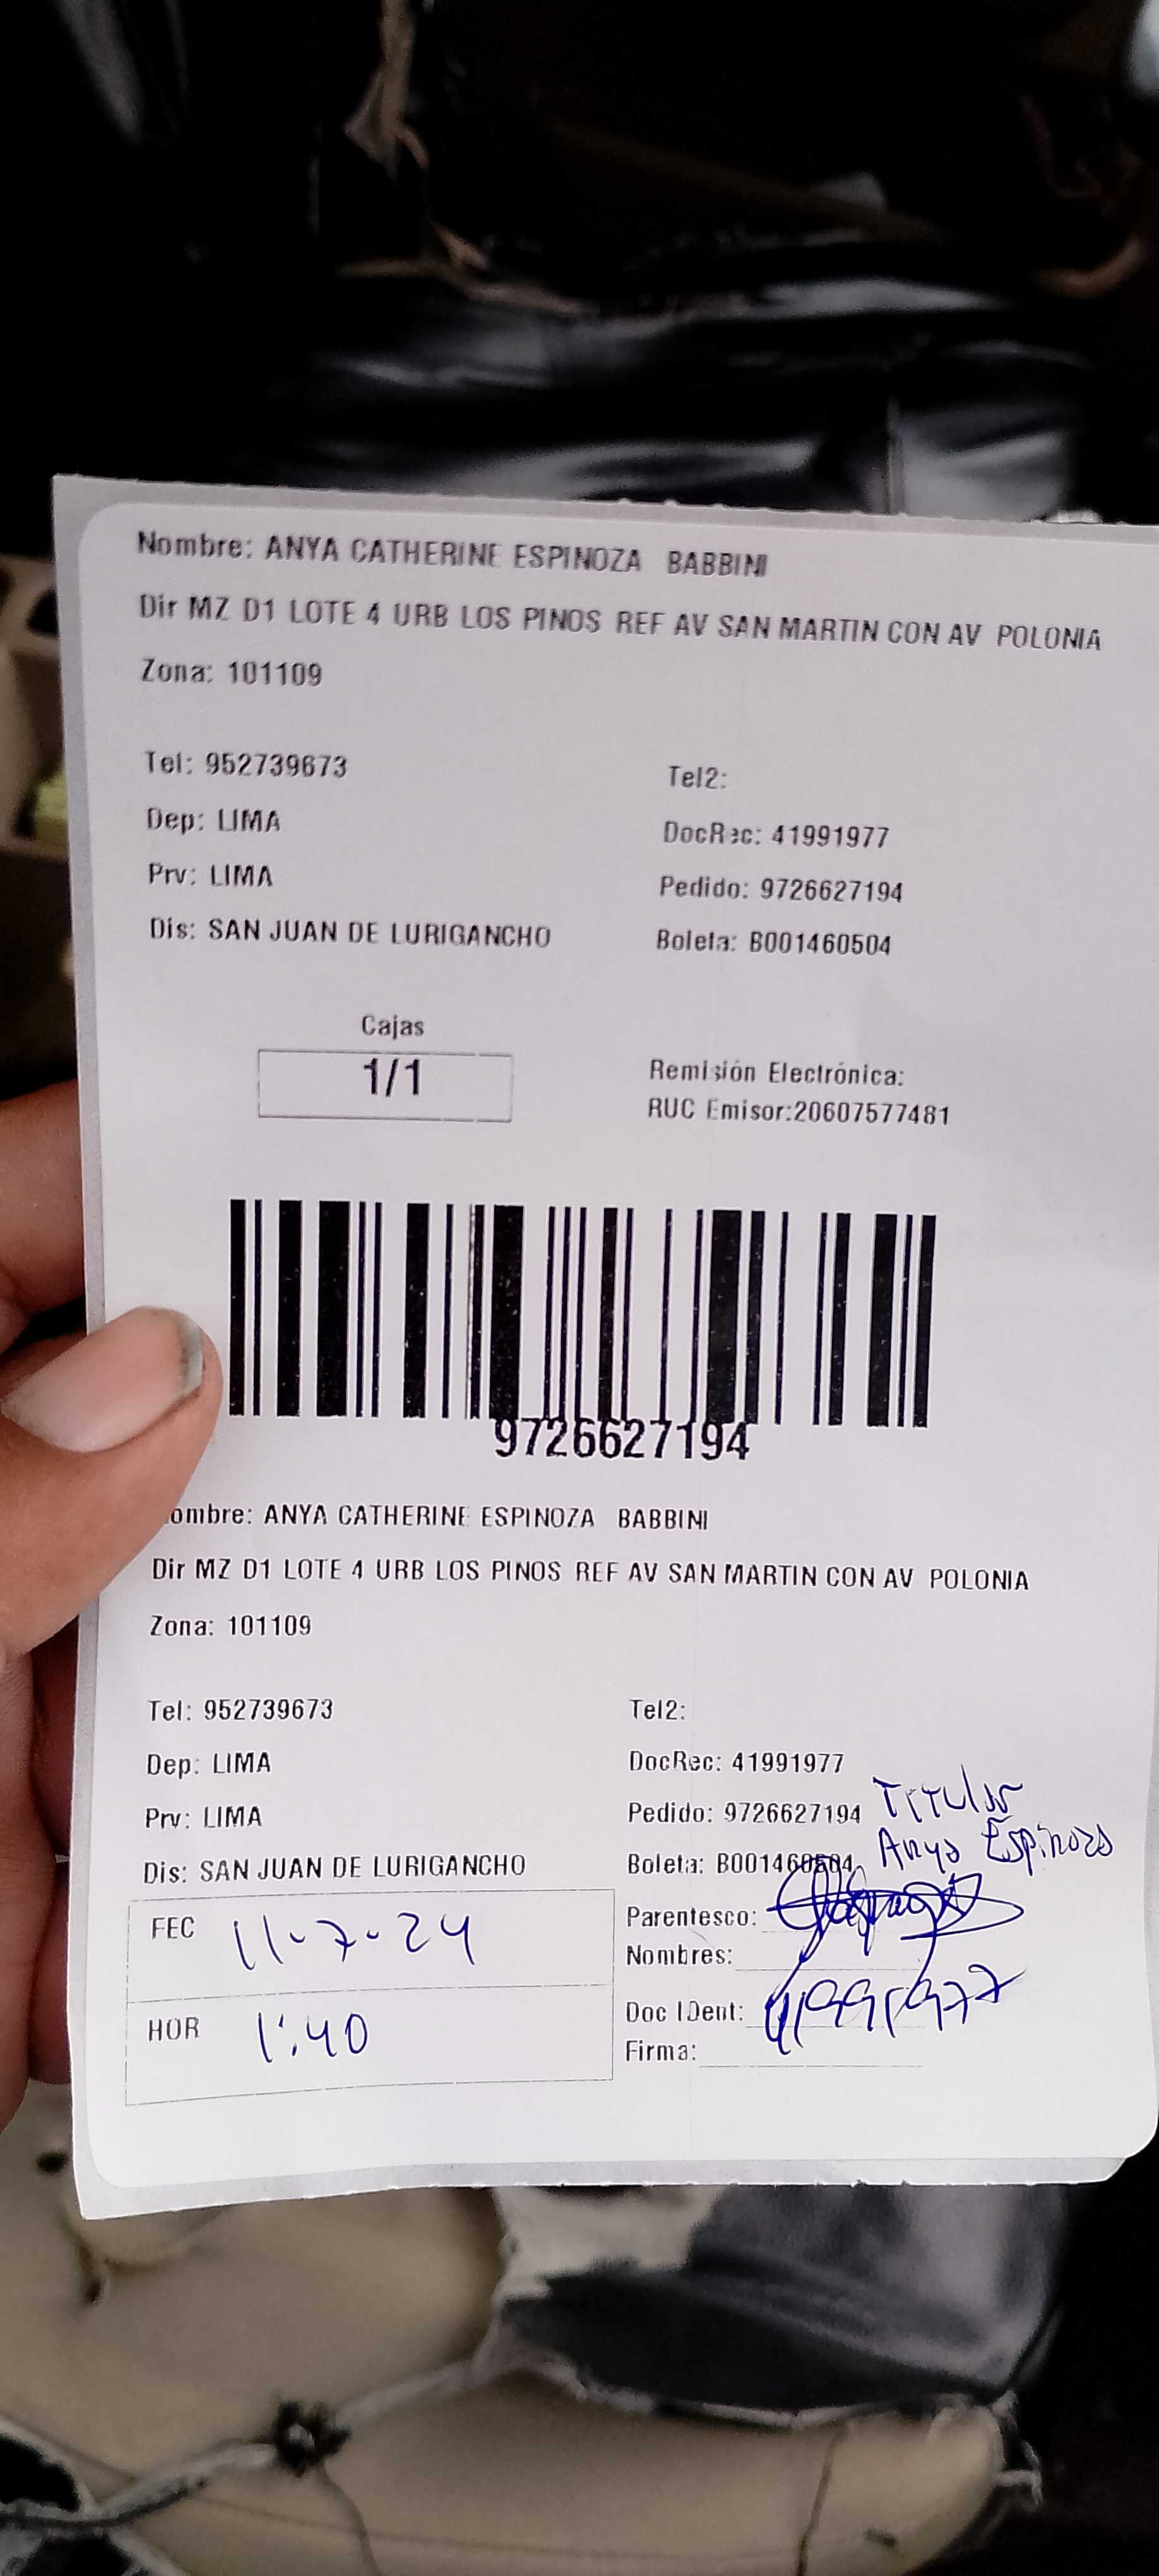 Nombre: ANYA CATHERINE ESPINOZA BABBINI
Dir MZ D1 LOTE 4 URB LOS PINOS REF AV SAN MARTIN CON AV POLONIA
Zona: 101109
Tel: 952739673 Tel2:
Dep: LIMA DocRec: 41991977
Prv: LIMA Pedido: 9726627194
Dis: SAN JUAN DE LURIGANCHO Boleta: B001460504
Cajas
1/1
Remisión Electrónica:
RUC Emisor:20607577481
9726627194
ombre: ANYA CATHERINE ESPINOZA BABBINI
Dir MZ D1 LOTE 4 URB LOS PINOS REF AV SAN MARTIN CON AV POLONIA
Zona: 101109
Tel: 952739673 Tel2:
Dep: LIMA DocRec: 41991977
Prv: LIMA Pedido: 9726627194 Titular
Dis: SAN JUAN DE LURIGANCHO Boleta: B001460504 Anya Espinoza
FEC 11-7-24
HOR 1:40
Parentesco:
Nombres:
Doc IDent: 41991977
Firma: